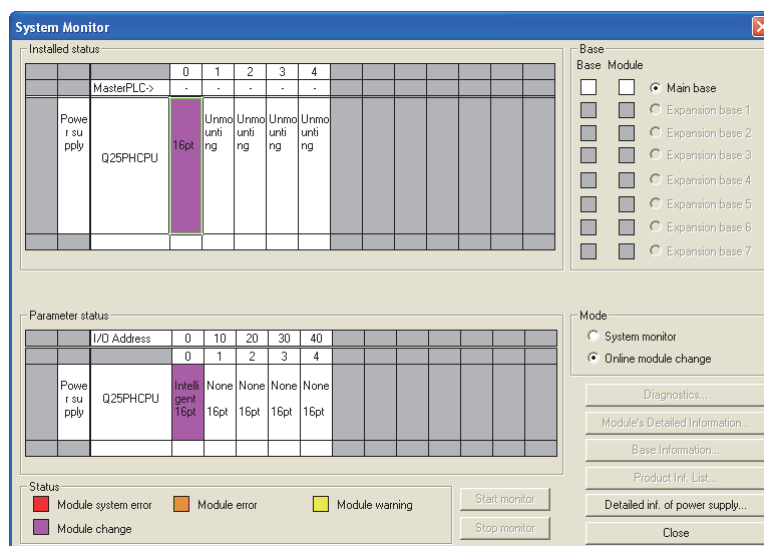 System Monitor
Installed status
0 1 2 3 4
MasterPLC-> - - - - -
Powe
r su
pply
Q25PHCPU
16pt
Unmo
unti
ng
Unmo
unti
ng
Unmo
unti
ng
Unmo
unti
ng
Base
Base Module
Main base
Expansion base 1
Expansion base 2
Expansion base 3
Expansion base 4
Expansion base 5
Expansion base 6
Expansion base 7
Parameter status
I/O Address 0 10 20 30 40
0 1 2 3 4
Powe
r su
pply
Q25PHCPU
Intelli
gent
16pt
None
16pt
None
16pt
None
16pt
None
16pt
Mode
System monitor
Online module change
Diagnostics...
Module's Detailed Information...
Base Information...
Product Inf. List...
Detailed inf. of power supply...
Close
Status
Module system error
Module error
Module warning
Module change
Start monitor
Stop monitor